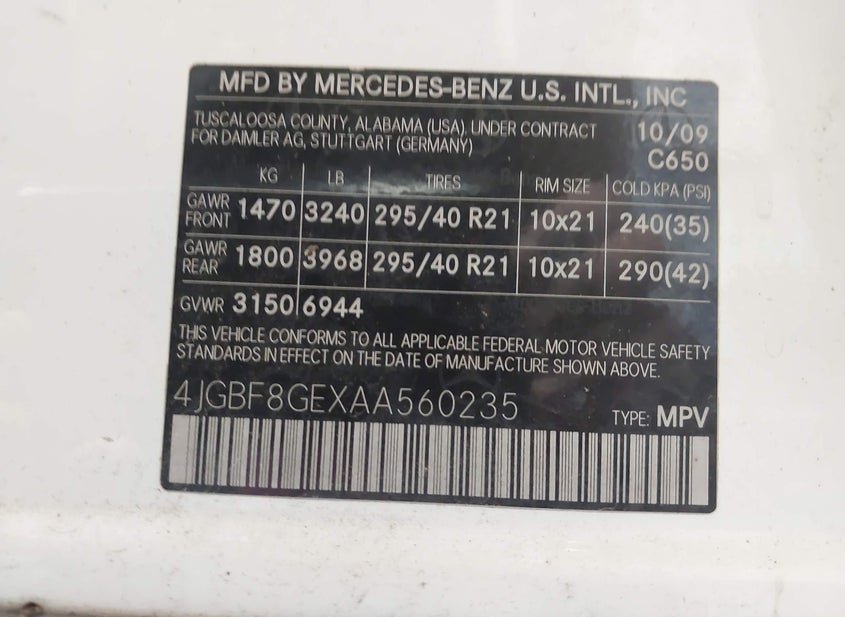 MFD BY MERCEDES-BENZ U.S. INTL., INC
TUSCALOOSA COUNTY, ALABAMA (USA), UNDER CONTRACT 10/09
FOR DAIMLER AG, STUTTGART (GERMANY) C650
KG LB TIRES RIM SIZE COLD KPA (PSI)
GAWR FRONT 1470 3240 295/40 R21 10x21 240(35)
GAWR REAR 1800 3968 295/40 R21 10x21 290(42)
GVWR 3150 6944
THIS VEHICLE CONFORMS TO ALL APPLICABLE FEDERAL MOTOR VEHICLE SAFETY
STANDARDS IN EFFECT ON THE DATE OF MANUFACTURE SHOWN ABOVE.
4JGBF8GEXAA560235 TYPE: MPV